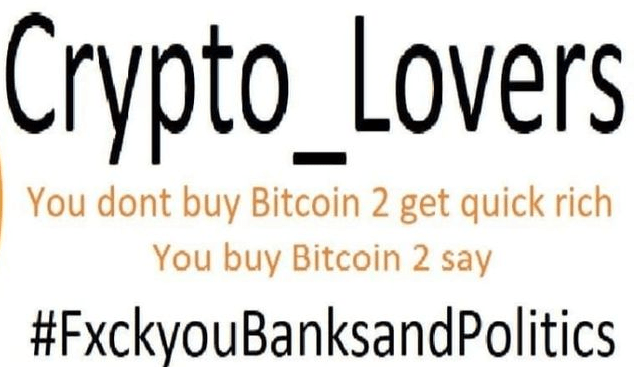 Crypto_Lovers
You dont buy Bitcoin 2 get quick rich
You buy Bitcoin 2 say
#FxckyouBanksandPolitics